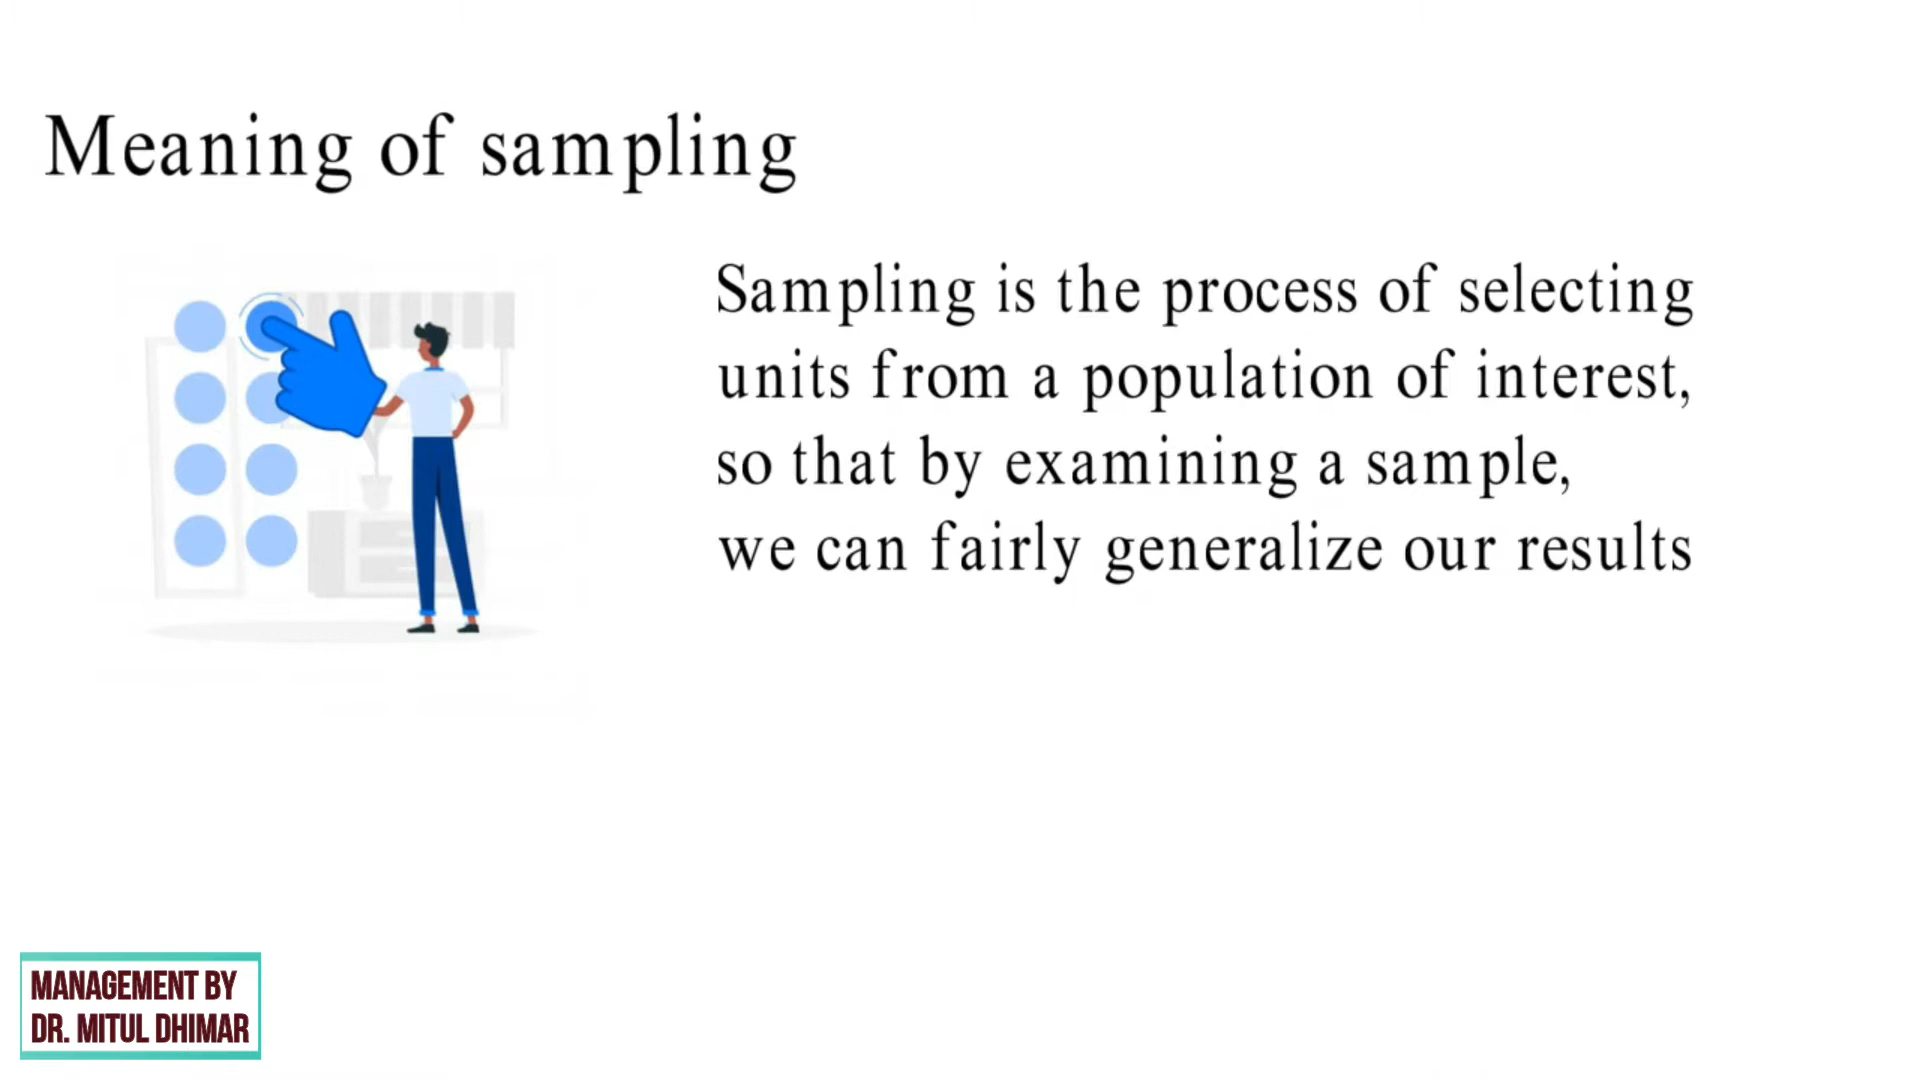 Meaning of sampling
Sampling is the process of selecting
units from a population of interest,
so that by examining a sample,
we can fairly generalize our results
MANAGEMENT BY
DR. MITUL DHIMAR